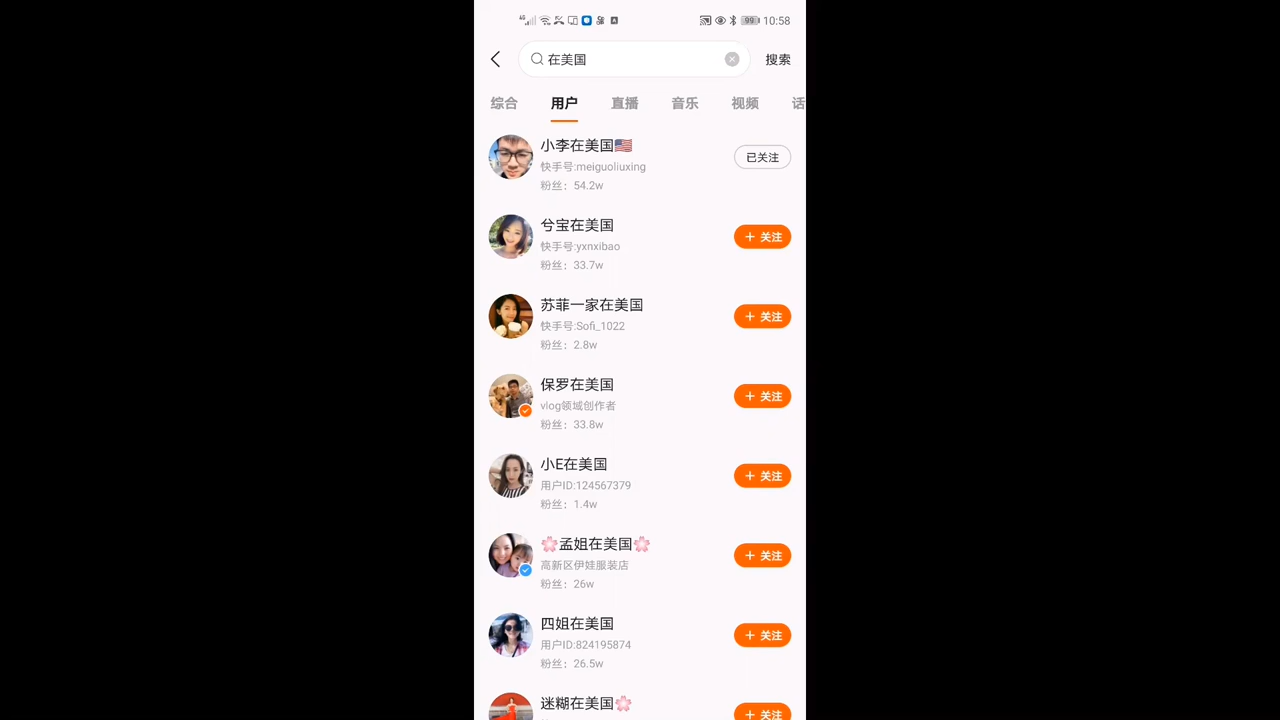 4G 99 10:58
在美国 搜索
综合 用户 直播 音乐 视频 话
小李在美国🇺🇸
快手号:meiguoliuxing
粉丝：54.2w
已关注
兮宝在美国
快手号:yxnxibao
粉丝：33.7w
+ 关注
苏菲一家在美国
快手号:Sofi_1022
粉丝：2.8w
+ 关注
保罗在美国
vlog领域创作者
粉丝：33.8w
+ 关注
小E在美国
用户ID:124567379
粉丝：1.4w
+ 关注
🌸孟姐在美国🌸
高新区伊娃服装店
粉丝：26w
+ 关注
四姐在美国
用户ID:824195874
粉丝：26.5w
+ 关注
迷糊在美国🌸
+ 关注